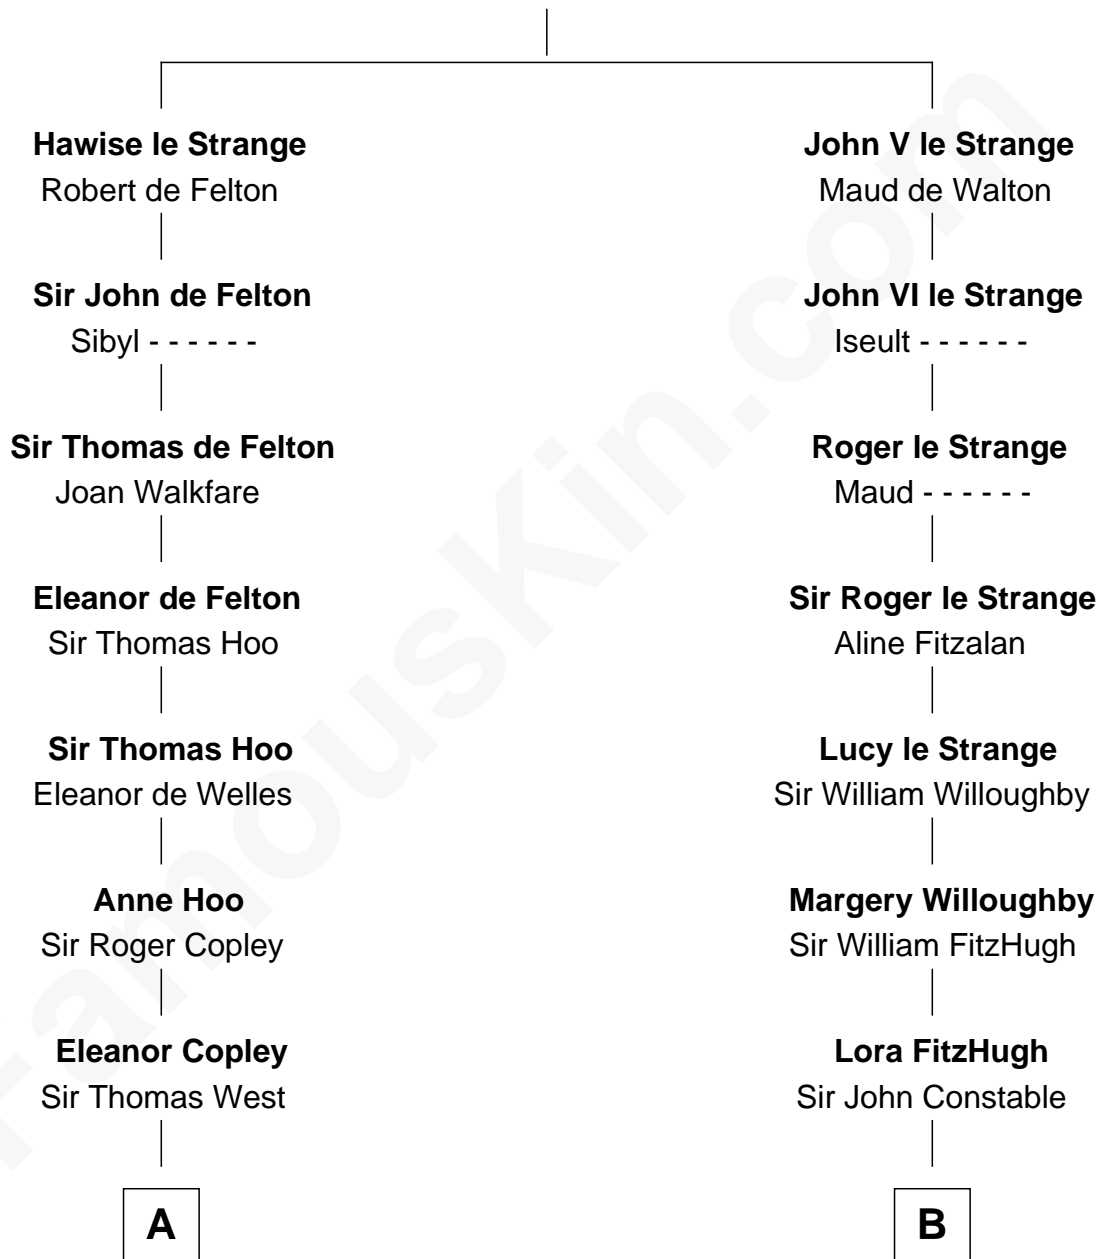 Hawise le Strange
Robert de Felton
John V le Strange
Maud de Walton
Sir John de Felton
Sibyl - - - - - -
John VI le Strange
Iseult - - - - - -
Sir Thomas de Felton
Joan Walkfare
Roger le Strange
Maud - - - - - -
Eleanor de Felton
Sir Thomas Hoo
Sir Roger le Strange
Aline Fitzalan
Sir Thomas Hoo
Eleanor de Welles
Lucy le Strange
Sir William Willoughby
Anne Hoo
Sir Roger Copley
Margery Willoughby
Sir William FitzHugh
Eleanor Copley
Sir Thomas West
Lora FitzHugh
Sir John Constable
A
B
FamousKin.com